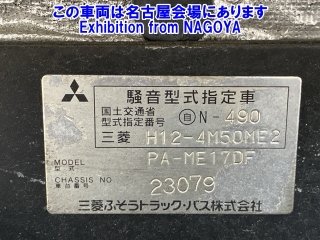 この車両は名古屋会場にあります
Exhibition from NAGOYA
騒音型式指定車
国土交通省
型式指定番号
自N-490
三菱 H12-4M50ME2
MODEL
型式
PA-ME17DF
CHASSIS NO
車台番号
23079
三菱ふそうトラック・バス株式会社